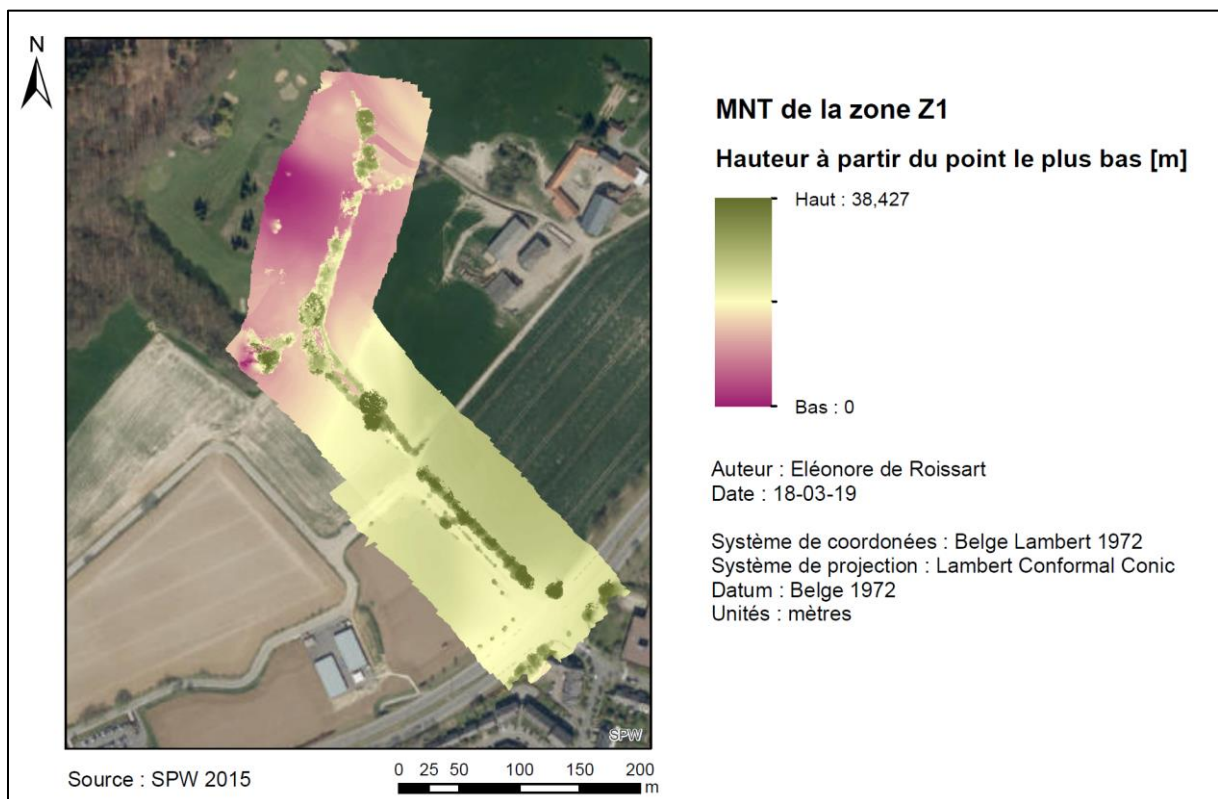 N
MNT de la zone Z1
Hauteur à partir du point le plus bas [m]
Haut : 38,427
Bas : 0
Auteur : Eléonore de Roissart
Date : 18-03-19
Système de coordonées : Belge Lambert 1972
Système de projection : Lambert Conformal Conic
Datum : Belge 1972
Unités : mètres
SPW
Source : SPW 2015
0 25 50 100 150 200
m